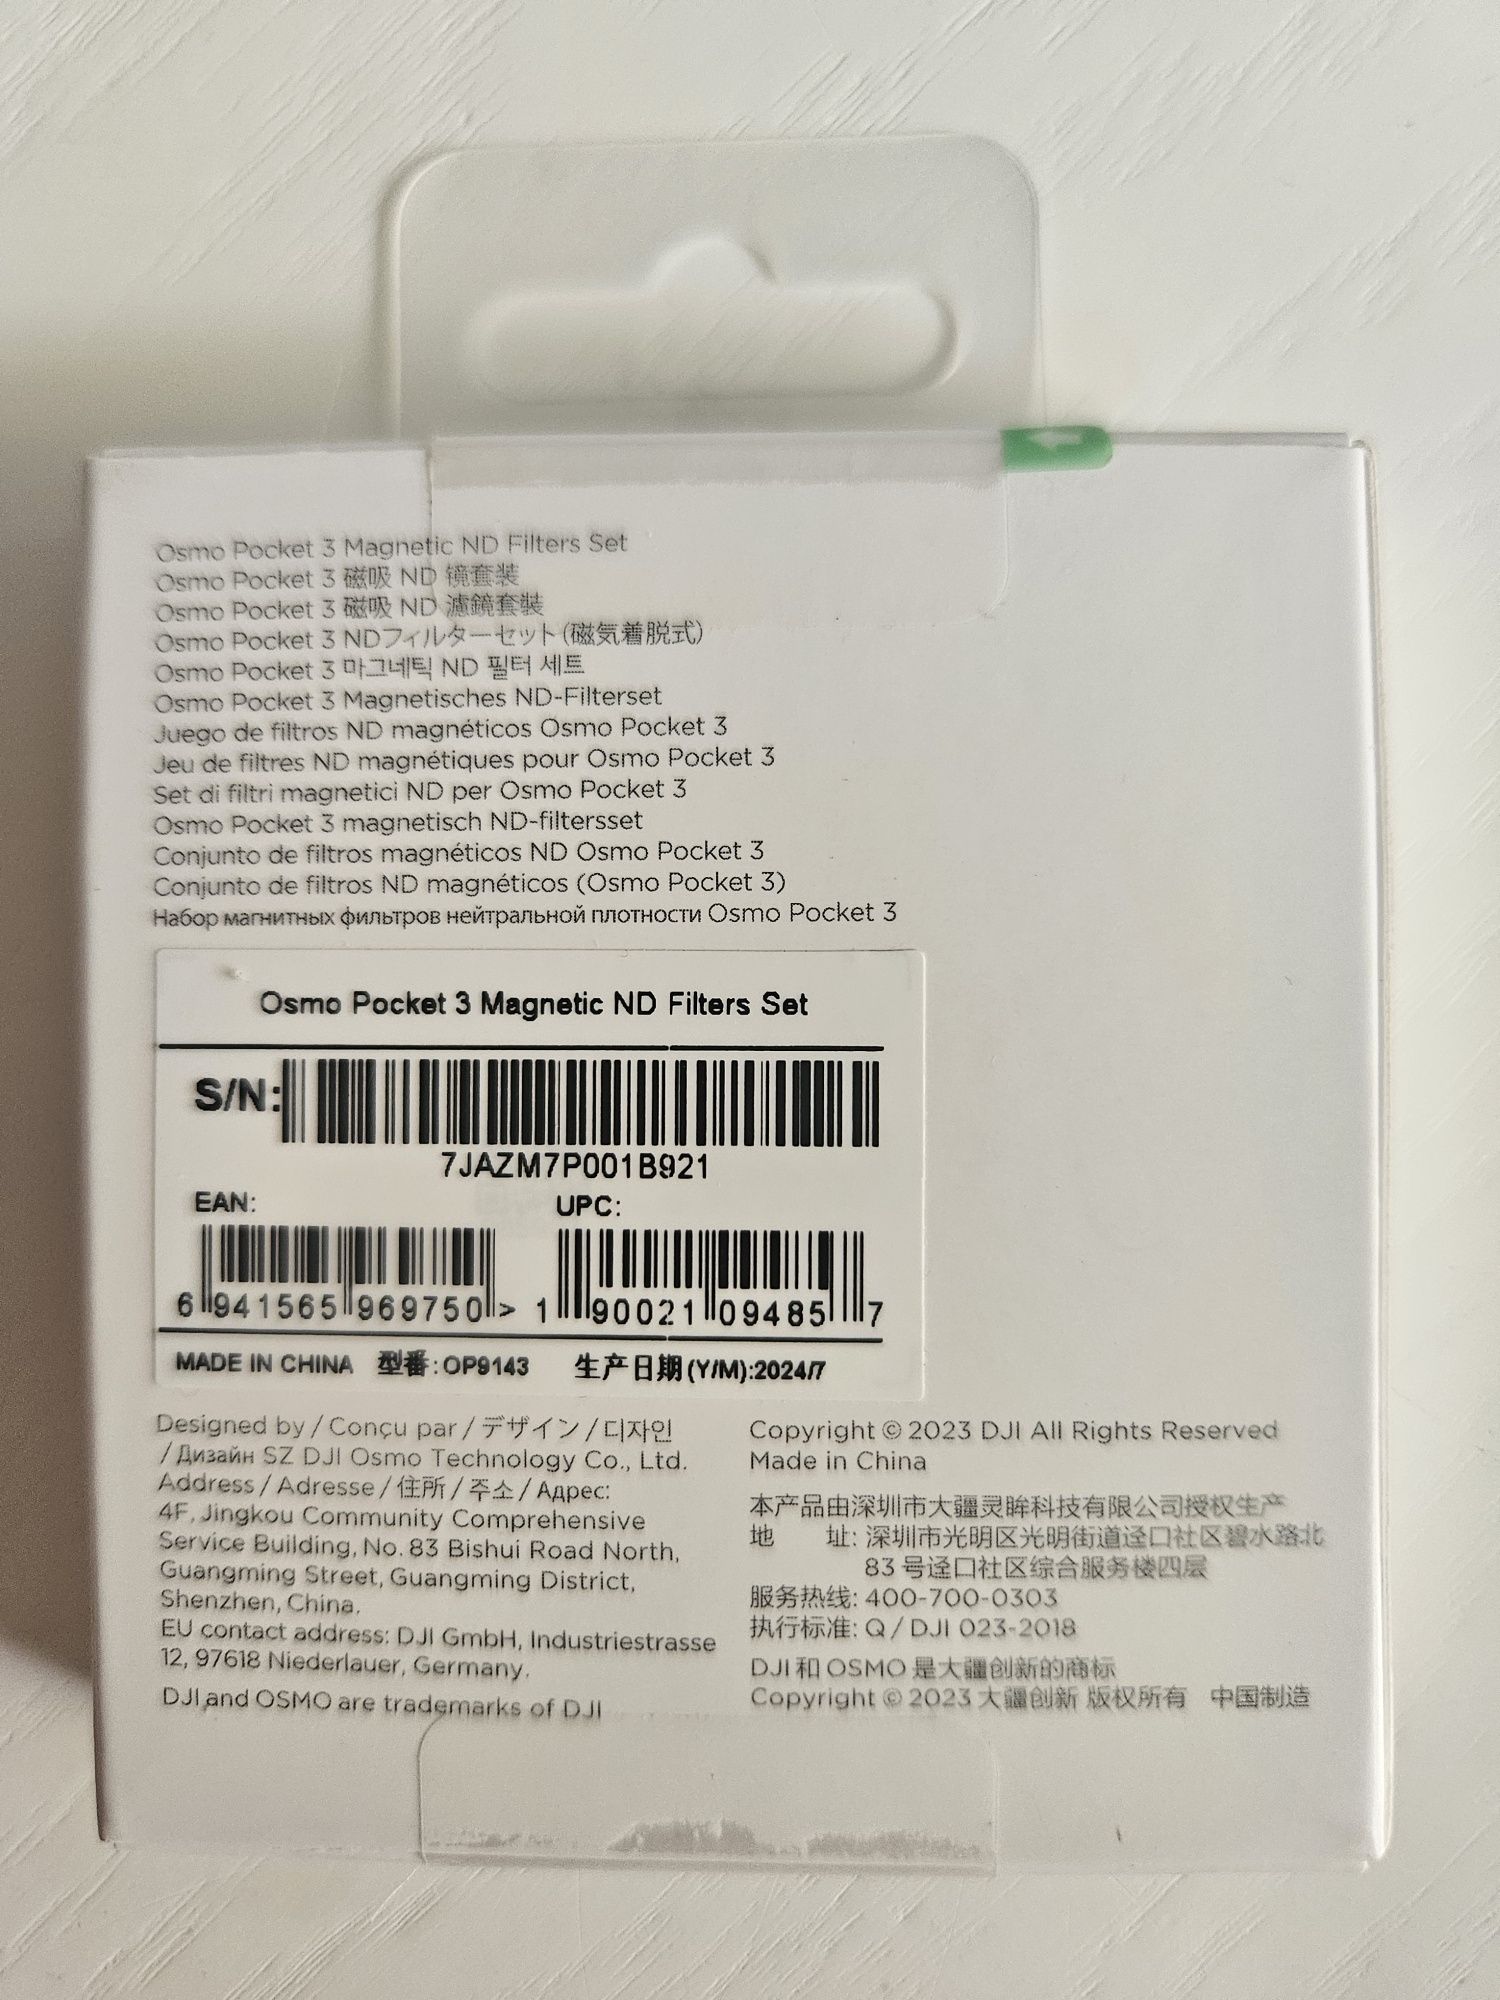 Osmo Pocket 3 Magnetic ND Filters Set
Osmo Pocket 3 磁吸 ND 镜套装
Osmo Pocket 3 磁吸 ND 濾鏡套裝
Osmo Pocket 3 NDフィルターセット(磁気着脱式)
Osmo Pocket 3 마그네틱 ND 필터 세트
Osmo Pocket 3 Magnetisches ND-Filterset
Juego de filtros ND magnéticos Osmo Pocket 3
Jeu de filtres ND magnétiques pour Osmo Pocket 3
Set di filtri magnetici ND per Osmo Pocket 3
Osmo Pocket 3 magnetisch ND-filtersset
Conjunto de filtros magnéticos ND Osmo Pocket 3
Conjunto de filtros ND magnéticos (Osmo Pocket 3)
Набор магнитных фильтров нейтральной плотности Osmo Pocket 3
Osmo Pocket 3 Magnetic ND Filters Set
S/N:
7JAZM7P001B921
EAN:
6 941565 969750 >
UPC:
1 90021 09485 7
MADE IN CHINA 型番:OP9143 生产日期(Y/M):2024/7
Designed by / Conçu par / デザイン / 디자인
/ Дизайн SZ DJI Osmo Technology Co., Ltd.
Address / Adresse / 住所 / 주소 / Адрес:
4F, Jingkou Community Comprehensive
Service Building, No. 83 Bishui Road North,
Guangming Street, Guangming District,
Shenzhen, China.
EU contact address: DJI GmbH, Industriestrasse
12, 97618 Niederlauer, Germany.
DJI and OSMO are trademarks of DJI
Copyright © 2023 DJI All Rights Reserved
Made in China
本产品由深圳市大疆灵眸科技有限公司授权生产
地 址: 深圳市光明区光明街道迳口社区碧水路北
83 号迳口社区综合服务楼四层
服务热线: 400-700-0303
执行标准: Q / DJI 023-2018
DJI 和 OSMO 是大疆创新的商标
Copyright © 2023 大疆创新 版权所有 中国制造